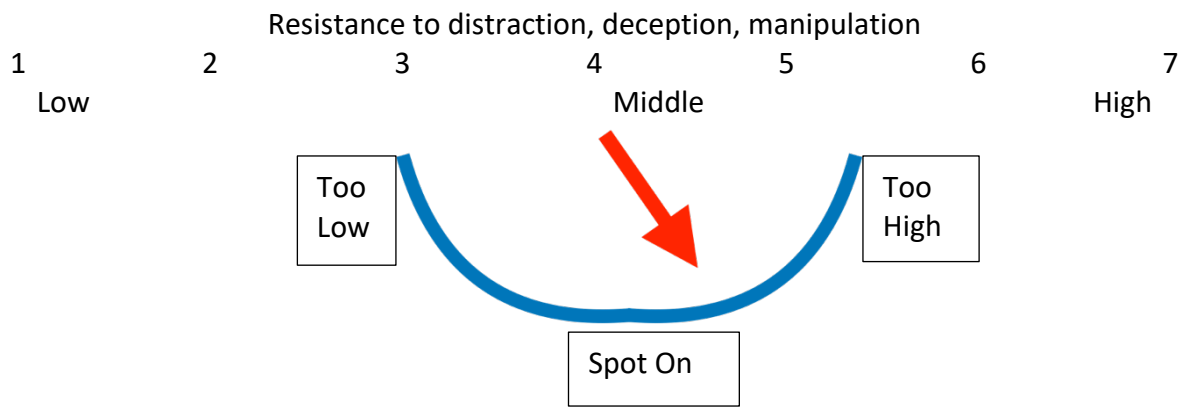 Resistance to distraction, deception, manipulation
1 2 3 4 5 6 7
Low Middle High
Too
Low
Too
High
Spot On